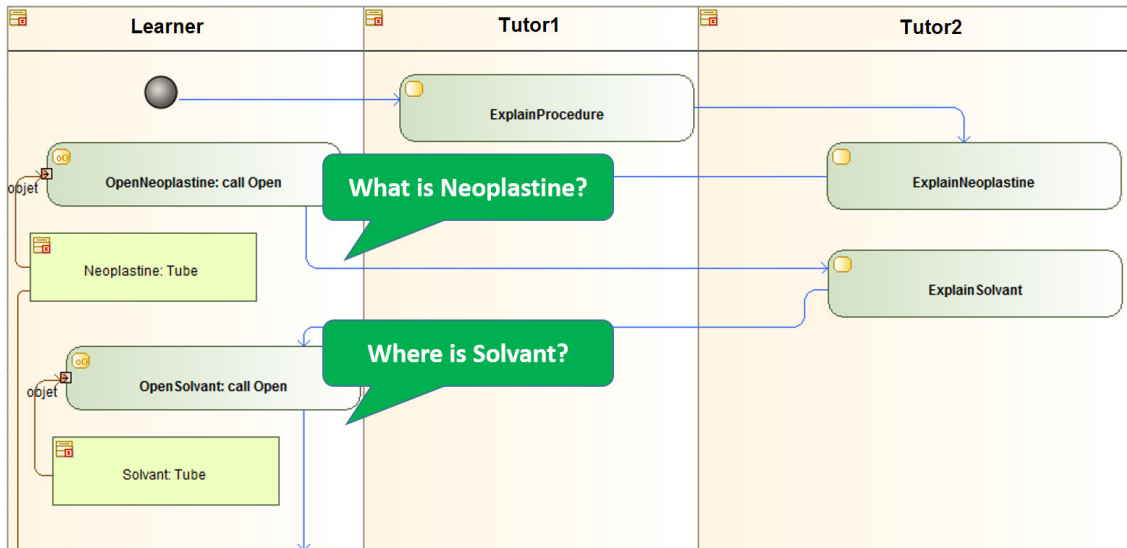 Learner
Tutor1
Tutor2
ExplainProcedure
OpenNeoplastine: call Open
objet
What is Neoplastine?
ExplainNeoplastine
Neoplastine: Tube
ExplainSolvant
Where is Solvant?
OpenSolvant: call Open
objet
Solvant: Tube